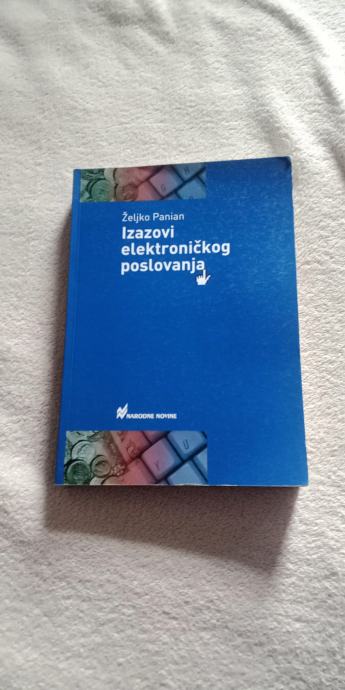 Željko Panian
Izazovi
elektroničkog
poslovanja
NARODNE NOVINE